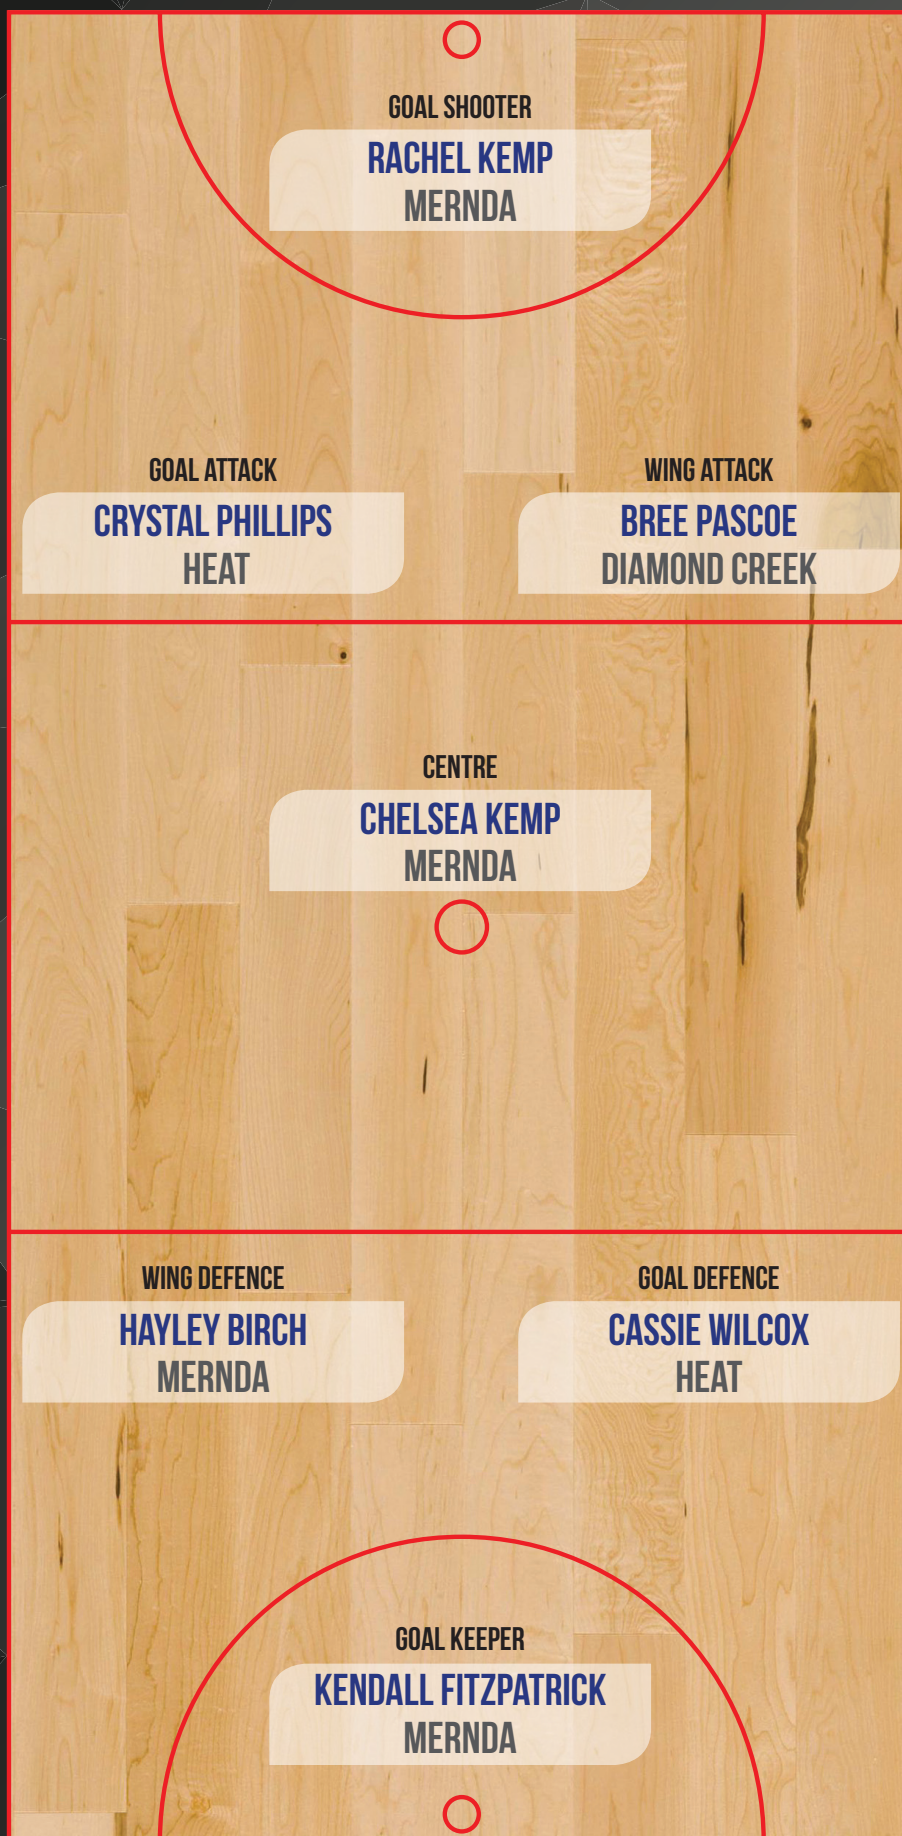 GOAL SHOOTER
RACHEL KEMP
MERNDA
GOAL ATTACK
CRYSTAL PHILLIPS
HEAT
WING ATTACK
BREE PASCOE
DIAMOND CREEK
CENTRE
CHELSEA KEMP
MERNDA
WING DEFENCE
HAYLEY BIRCH
MERNDA
GOAL DEFENCE
CASSIE WILCOX
HEAT
GOAL KEEPER
KENDALL FITZPATRICK
MERNDA